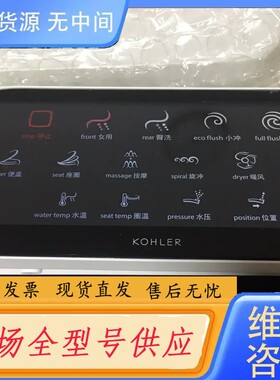 货源 无中间
stop 停止 front 女用 rear 臀洗 eco flush 小冲 full flush
便盖 seat 座圈 massage 按摩 spiral 旋冲 dryer 暖风
water temp 水温 seat temp 圈温 pressure 水压 position 位置
KOHLER
发票 现货直发 售后无忧
场全型号供应
维
咨